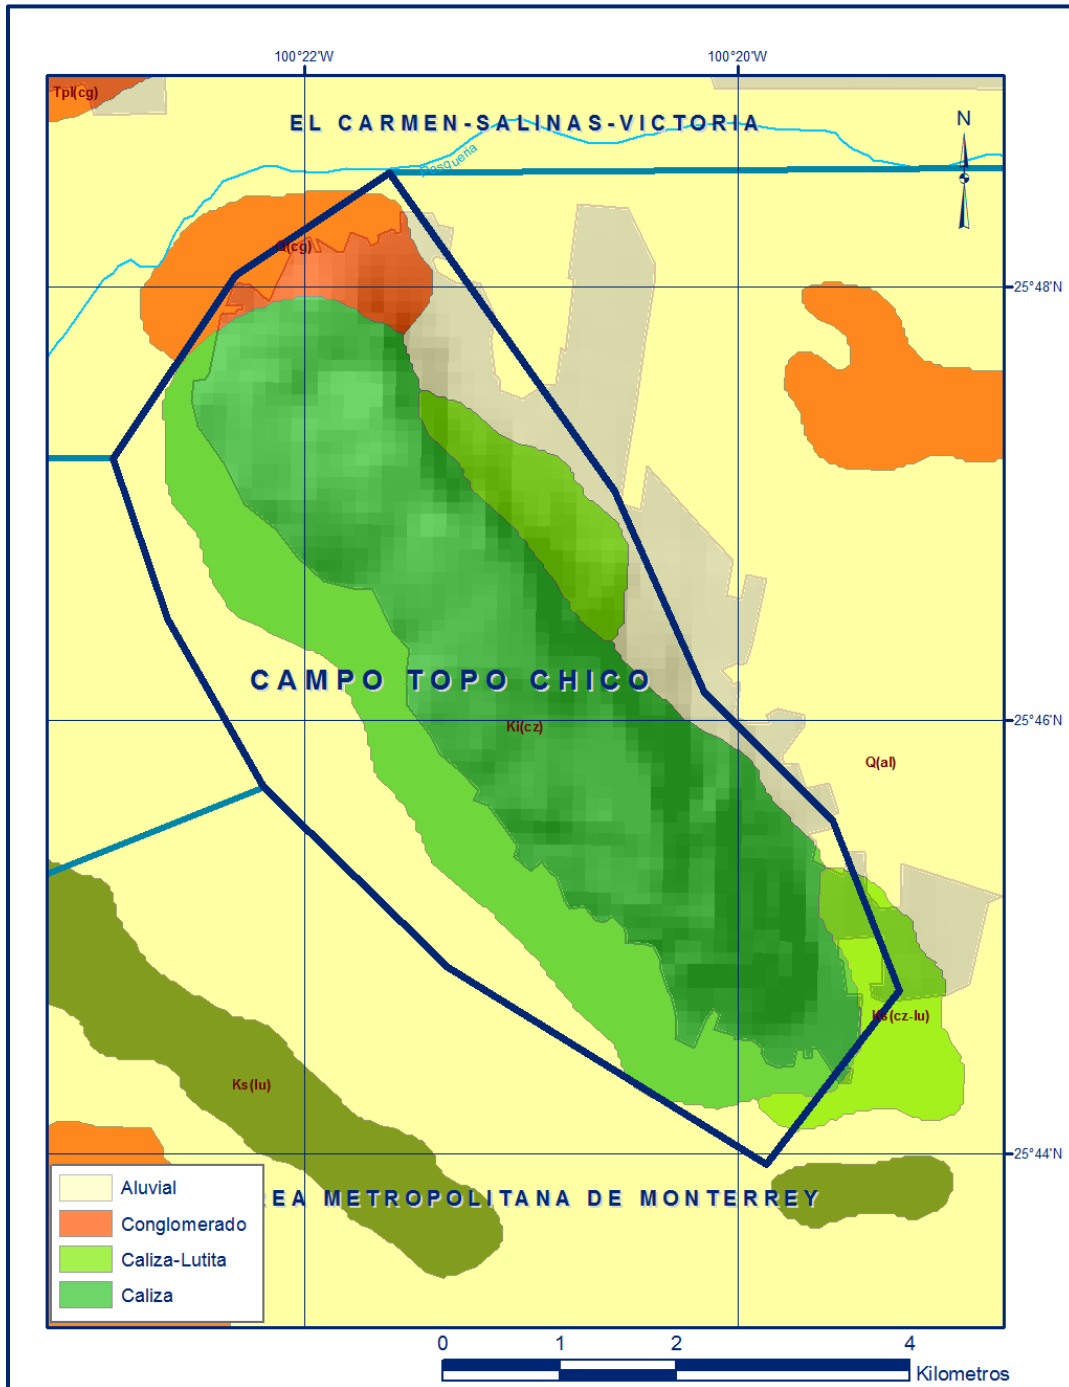 100°22'W
100°20'W
Tpl(cg)
EL CARMEN-SALINAS-VICTORIA
N
Pesquería
Q(cg)
25°48'N
CAMPO TOPO CHICO
25°46'N
Ki(cz)
Q(al)
Ks(cz-lu)
Ks(lu)
25°44'N
REA METROPOLITANA DE MONTERREY
Aluvial
Conglomerado
Caliza-Lutita
Caliza
0 1 2 4
Kilometros